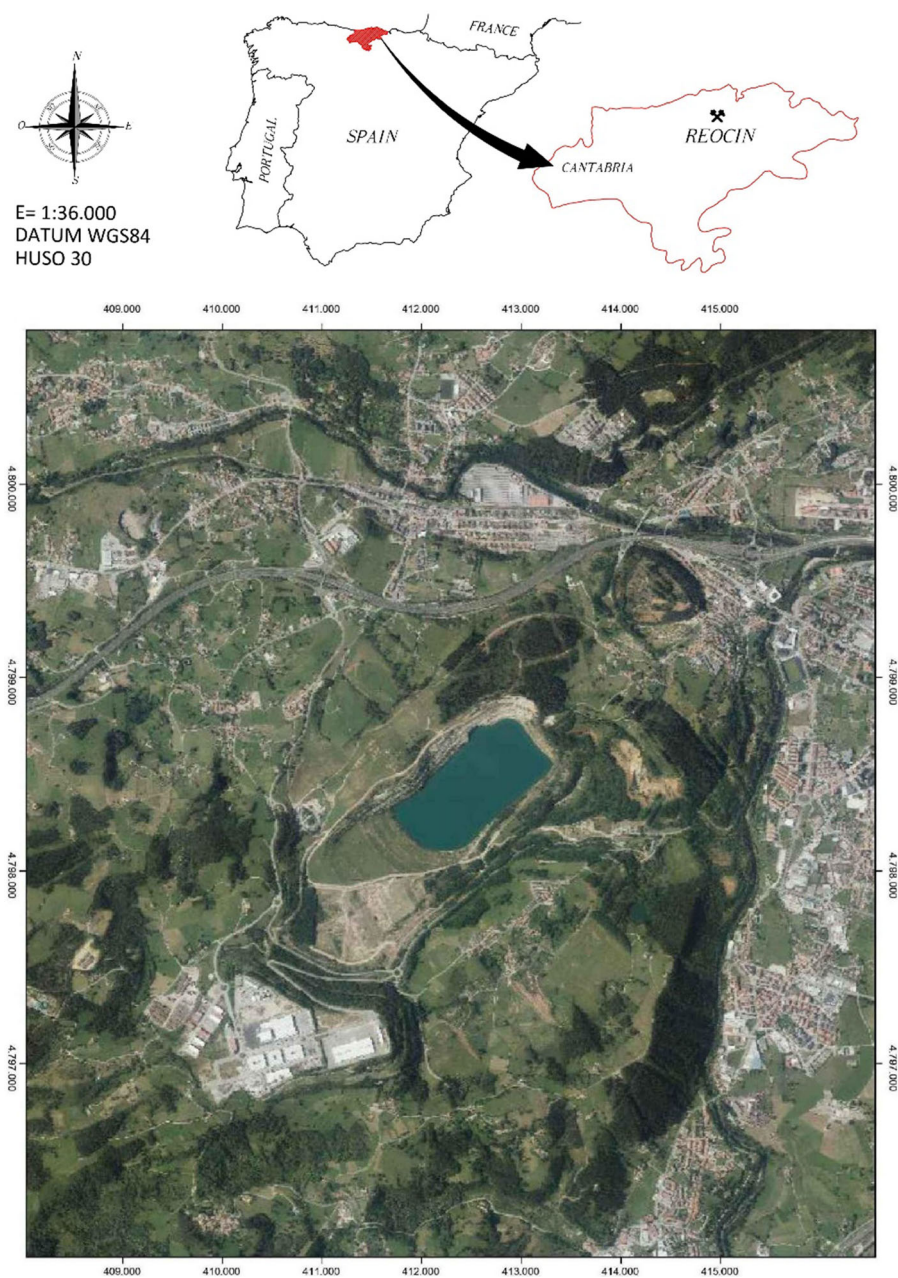 FRANCE
N
O
E
S
SPAIN
PORTUGAL
REOCIN
CANTABRIA
E= 1:36.000
DATUM WGS84
HUSO 30
409.000 410.000 411.000 412.000 413.000 414.000 415.000
4.800.000 4.800.000
4.799.000 4.799.000
4.798.000 4.798.000
4.797.000 4.797.000
409.000 410.000 411.000 412.000 413.000 414.000 415.000